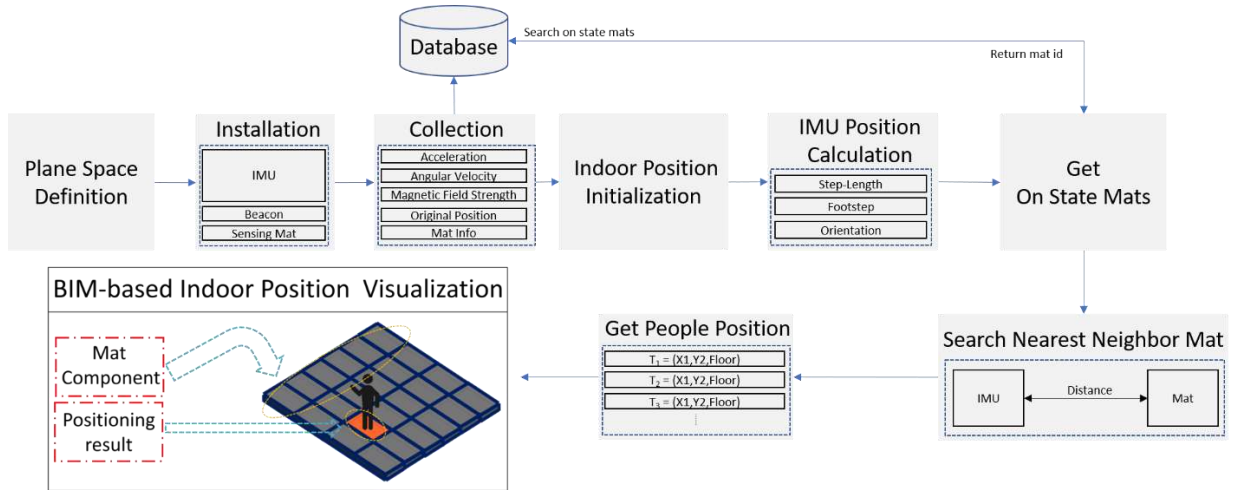 Database
Search on state mats
Return mat id
Plane Space
Definition
Installation
IMU
Beacon
Sensing Mat
Collection
Acceleration
Angular Velocity
Magnetic Field Strength
Original Position
Mat Info
Indoor Position
Initialization
IMU Position
Calculation
Step-Length
Footstep
Orientation
Get
On State Mats
Search Nearest Neighbor Mat
IMU
Distance
Mat
Get People Position
T₁ = (X1,Y2,Floor)
T₂ = (X1,Y2,Floor)
T₃ = (X1,Y2,Floor)
BIM-based Indoor Position Visualization
Mat
Component
Positioning
result